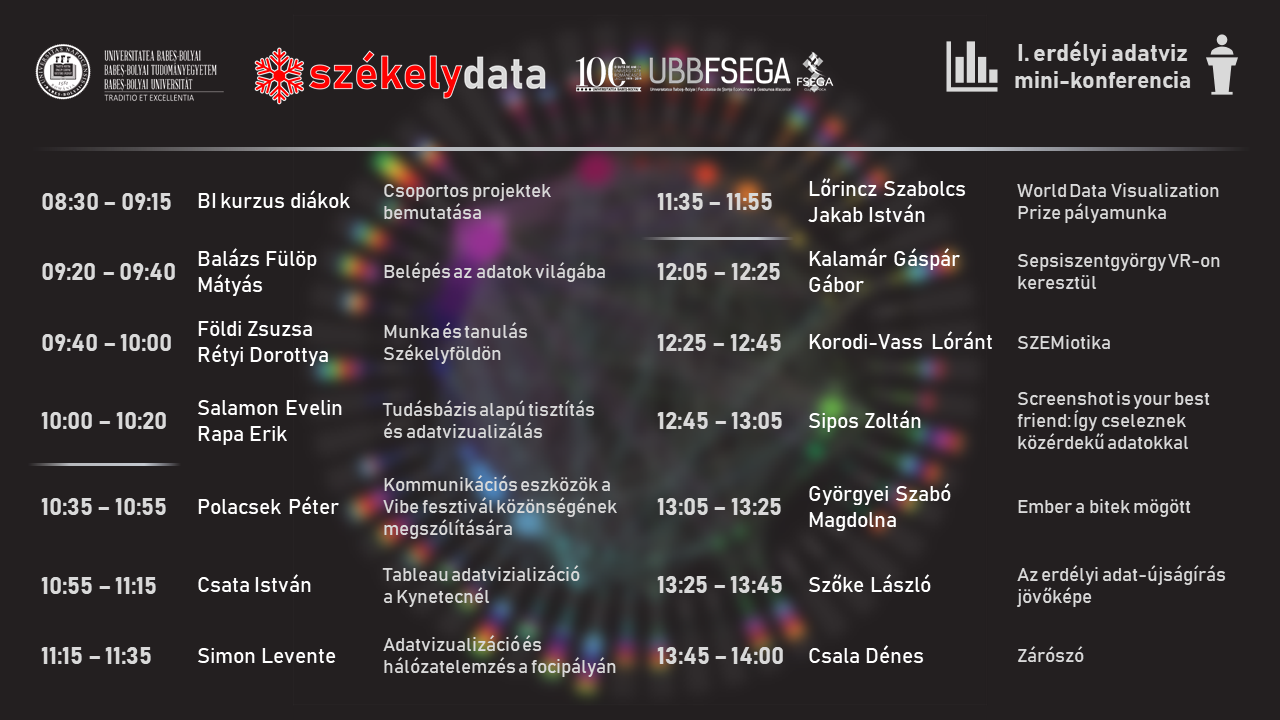 UNIVERSITATEA BABEȘ-BOLYAI
BABEȘ-BOLYAI TUDOMÁNYEGYETEM
BABEȘ-BOLYAI UNIVERSITÄT
TRADITIO ET EXCELLENTIA
székelydata
100
UBBFSEGA
FSEGA
I. erdélyi adatviz
mini-konferencia
08:30 – 09:15
BI kurzus diákok
Csoportos projektek
bemutatása
09:20 – 09:40
Balázs Fülöp
Mátyás
Belépés az adatok világába
09:40 – 10:00
Földi Zsuzsa
Rétyi Dorottya
Munka és tanulás
Székelyföldön
10:00 – 10:20
Salamon Evelin
Rapa Erik
Tudásbázis alapú tisztítás
és adatvizualizálás
10:35 – 10:55
Polacsek Péter
Kommunikációs eszközök a
Vibe fesztivál közönségének
megszólítására
10:55 – 11:15
Csata István
Tableau adatvizializáció
a Kynetecnél
11:15 – 11:35
Simon Levente
Adatvizualizáció és
hálózatelemzés a focipályán
11:35 – 11:55
Lőrincz Szabolcs
Jakab István
World Data Visualization
Prize pályamunka
12:05 – 12:25
Kalamár Gáspár
Gábor
Sepsiszentgyörgy VR-on
keresztül
12:25 – 12:45
Korodi-Vass Lóránt
SZEMiotika
12:45 – 13:05
Sipos Zoltán
Screenshot is your best
friend: Így cseleznek
közérdekű adatokkal
13:05 – 13:25
Györgyei Szabó
Magdolna
Ember a bitek mögött
13:25 – 13:45
Szőke László
Az erdélyi adat-újságírás
jövőképe
13:45 – 14:00
Csala Dénes
Zárószó